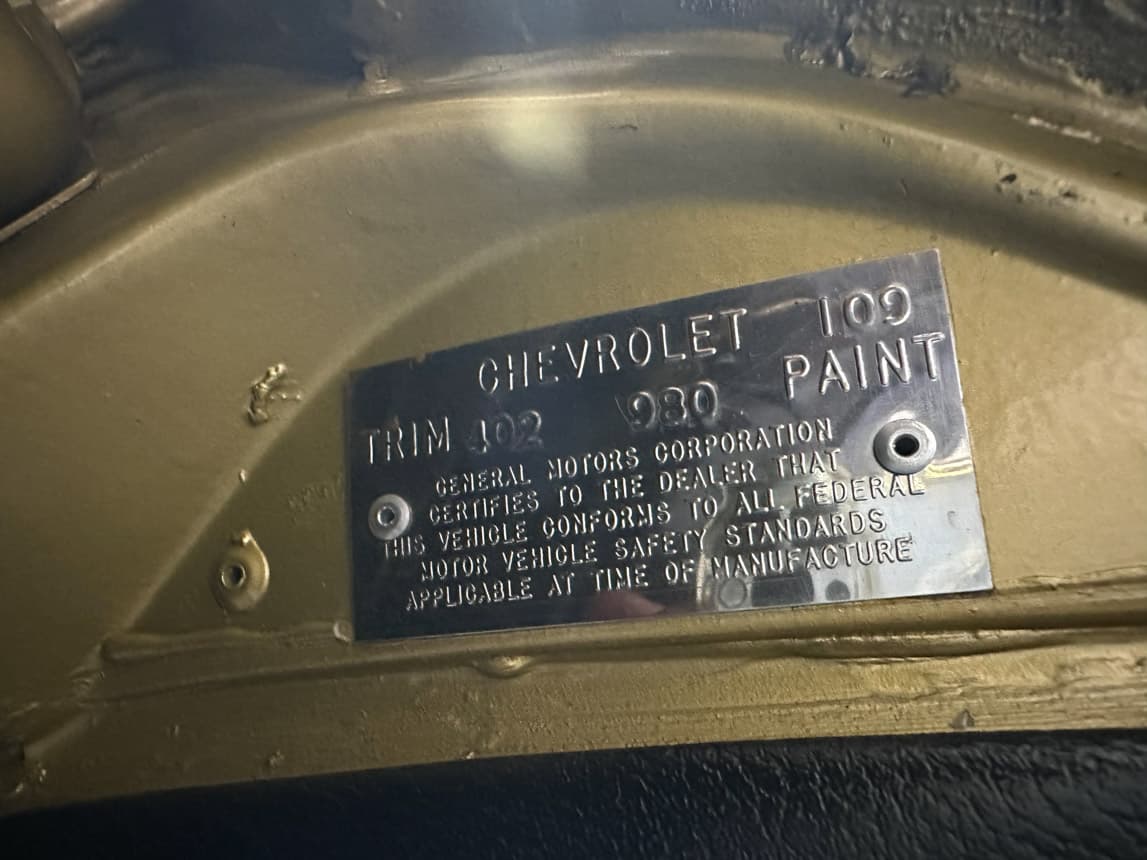 CHEVROLET 109
TRIM 402 980 PAINT
GENERAL MOTORS CORPORATION
CERTIFIES TO THE DEALER THAT
THIS VEHICLE CONFORMS TO ALL FEDERAL
MOTOR VEHICLE SAFETY STANDARDS
APPLICABLE AT TIME OF MANUFACTURE